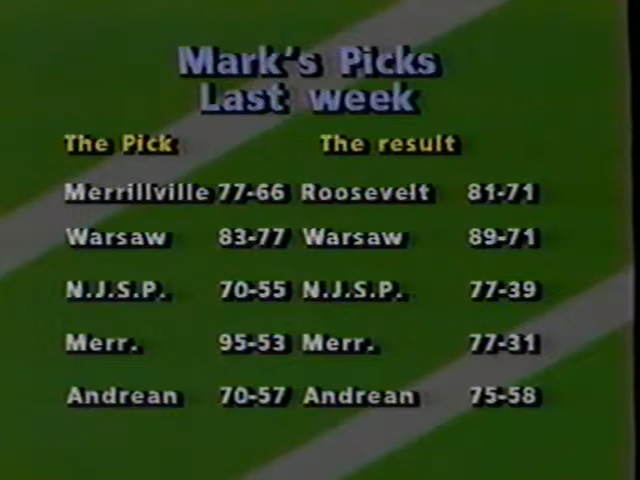 Mark's Picks
Last week
The Pick The result
Merrillville 77-66 Roosevelt 81-71
Warsaw 83-77 Warsaw 89-71
N.J.S.P. 70-55 N.J.S.P. 77-39
Merr. 95-53 Merr. 77-31
Andrean 70-57 Andrean 75-58